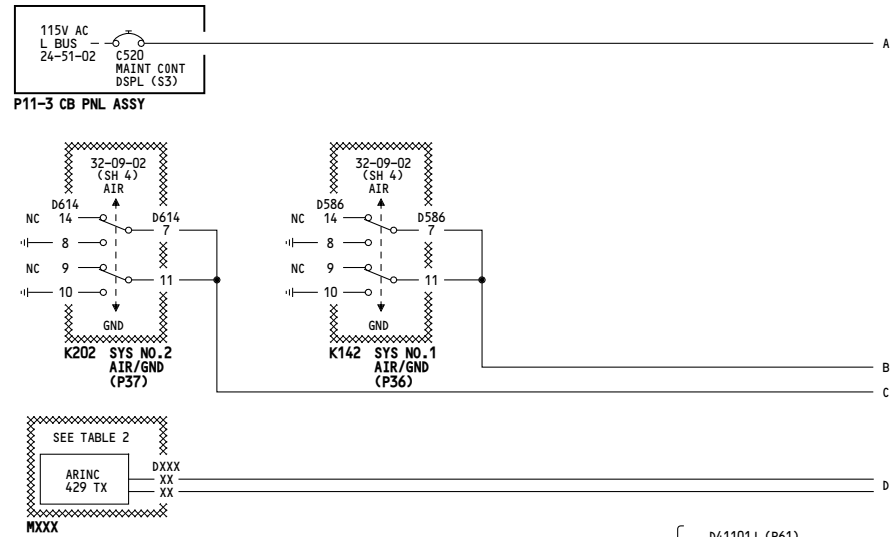 115V AC
L BUS
24-51-02
C520
MAINT CONT
DSPL (S3)
A
P11-3 CB PNL ASSY
32-09-02
(SH 4)
AIR
D614
NC 14
D614
7
8
NC 9
11
10
GND
K202 SYS NO.2
AIR/GND
(P37)
32-09-02
(SH 4)
AIR
D586
NC 14
D586
7
8
NC 9
11
10
GND
K142 SYS NO.1
AIR/GND
(P36)
B
C
SEE TABLE 2
ARINC
429 TX
DXXX
XX
XX
D
MXXX